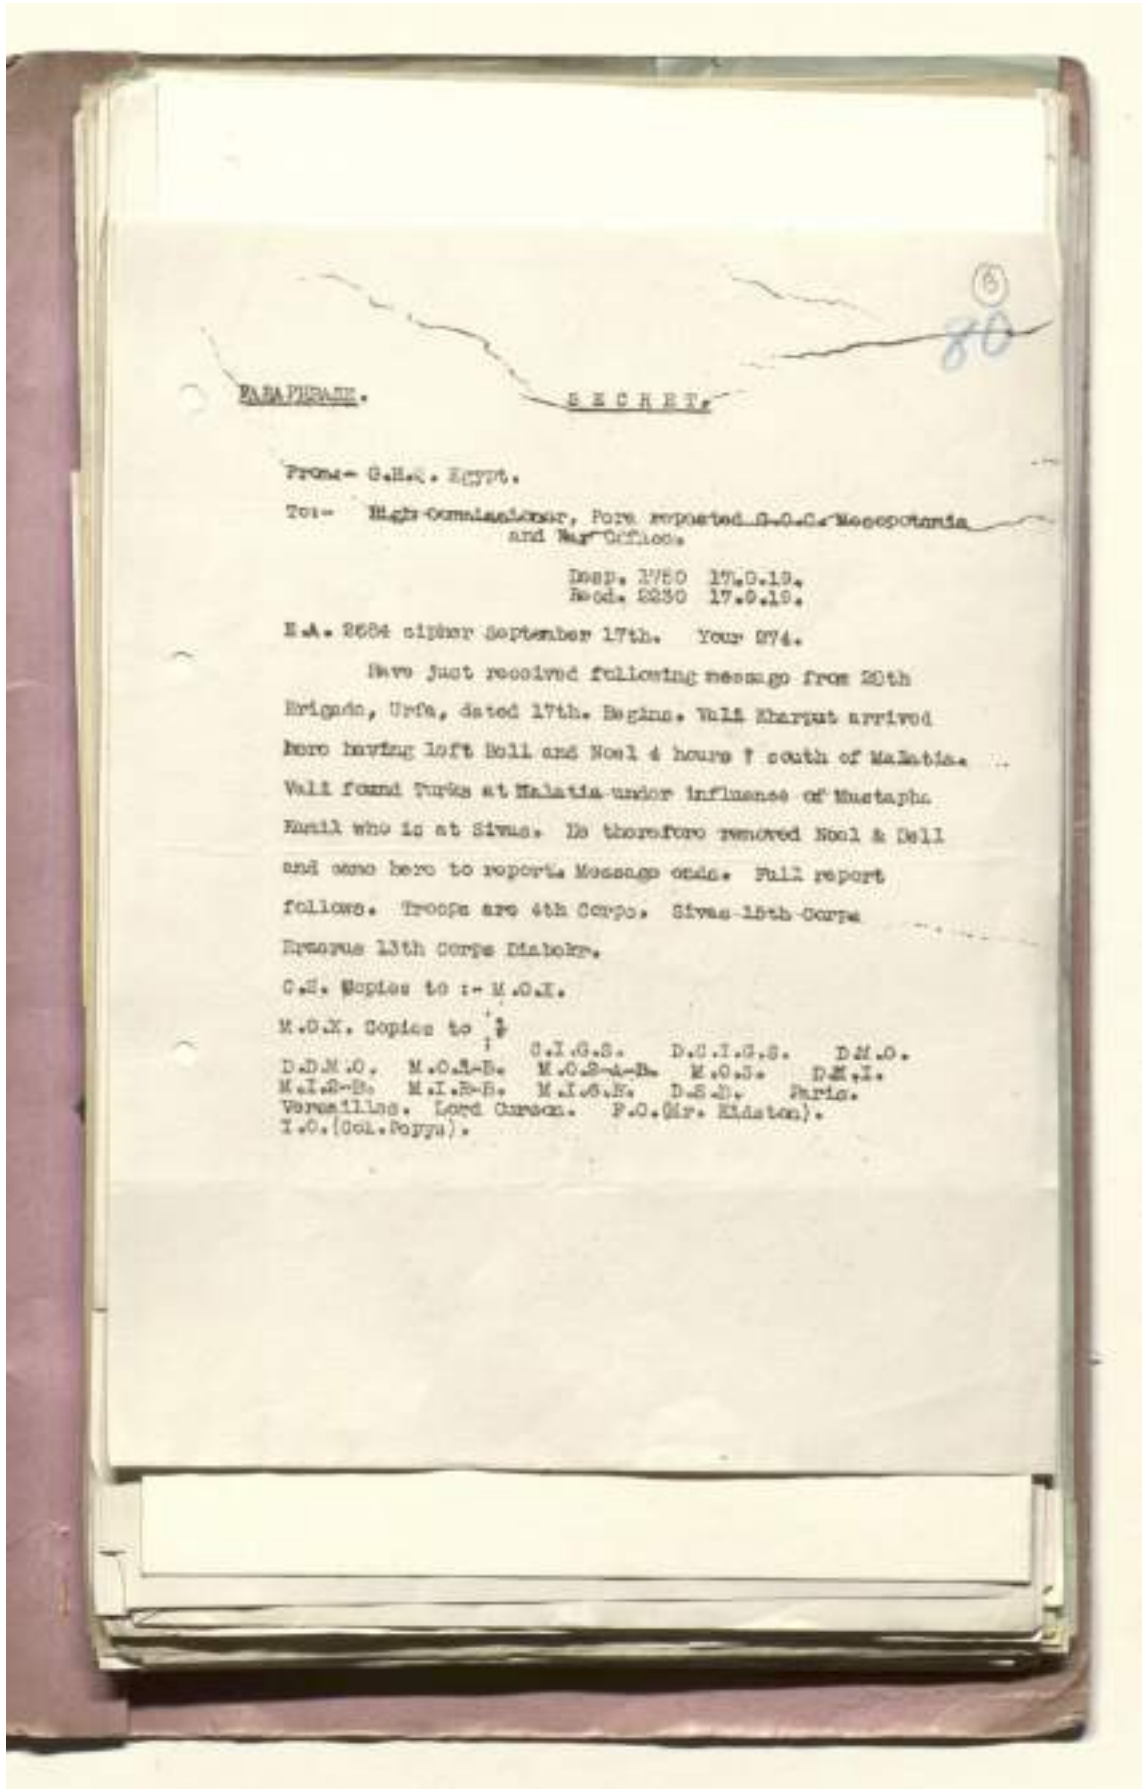 B
80
PARAPHRASE. SECRET.
From:- G.H.Q. Egypt.
To:- High Commissioner, Pera repeated G.O.C. Mesopotamia
and War Office.
Desp. 1750 17.9.19.
Recd. 2230 17.9.19.
E.A. 2684 cipher September 17th. Your 274.
Have just received following message from 20th
Brigade, Urfa, dated 17th. Begins. Vali Kharput arrived
here having left Bell and Noel 4 hours ? south of Malatia.
Vali found Turks at Malatia under influence of Mustapha
Kamil who is at Sivas. He therefore removed Noel & Bell
and came here to report. Message ends. Full report
follows. Troops are 4th Corps. Sivas 15th Corps
Erzerus 13th Corps Diabekr.
C.2. Copies to :- M.O.X.
M.O.X. Copies to
C.I.G.S. D.C.I.G.S. D.M.O.
D.D.M.O. M.O.1-B. M.O.2-A-B. M.O.3. D.M.I.
M.I.2-B. M.I.R-B. M.I.6.E. D.S.D. Paris.
Versailles. Lord Curzon. F.O.(Mr. Kidston).
I.O.(Col.Poppys).